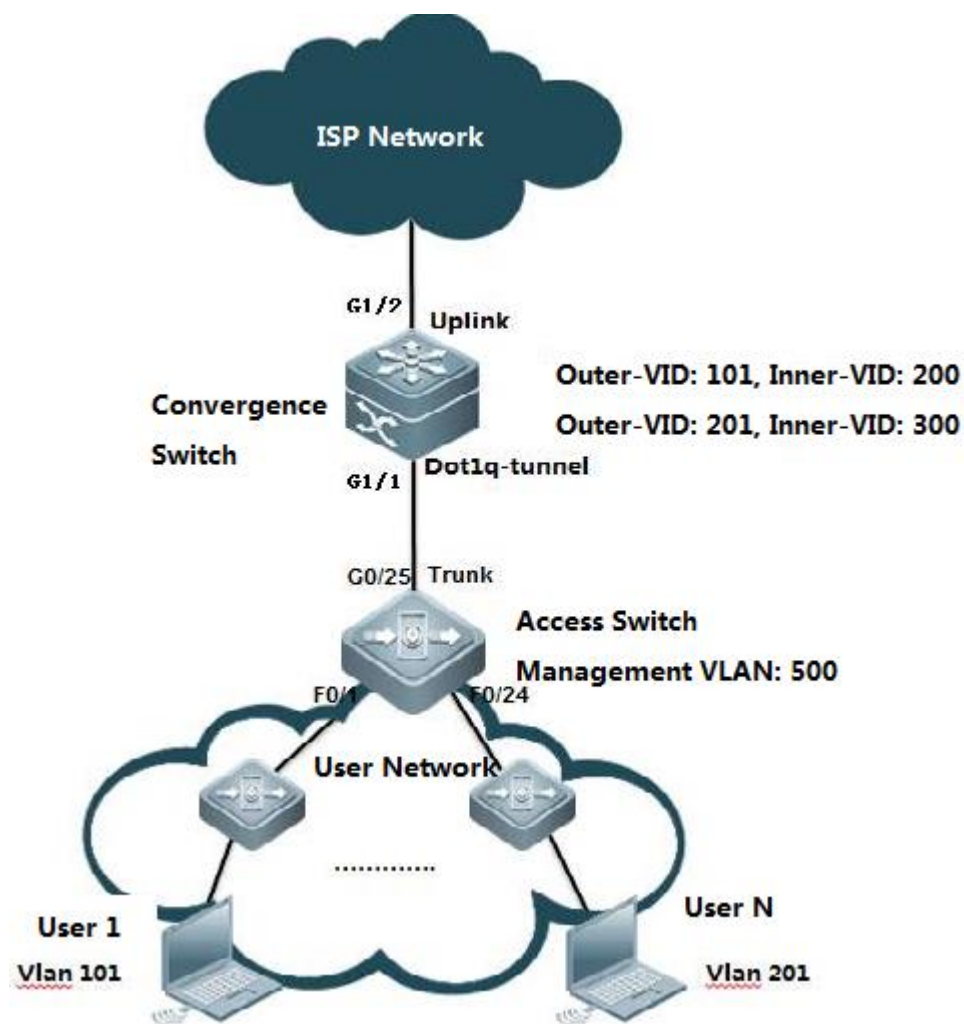 ISP Network
G1/2
Uplink
Outer-VID: 101, Inner-VID: 200
Outer-VID: 201, Inner-VID: 300
Convergence
Switch
Dot1q-tunnel
G1/1
G0/25
Trunk
Access Switch
Management VLAN: 500
F0/1
F0/24
User Network
.............
User 1
Vlan 101
User N
Vlan 201